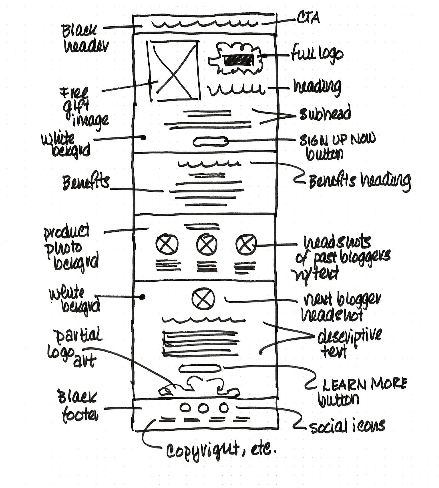 Black
header
CTA
full logo
heading
Free
gift
image
subhead
white
bckgrd
SIGN UP NOW
button
Benefits
Benefits heading
product
photo
bckgrd
headshots
of past bloggers
w/text
white
bckgrd
next blogger
headshot
partial
logo
art
descriptive
text
LEARN MORE
button
Black
footer
social icons
copyright, etc.